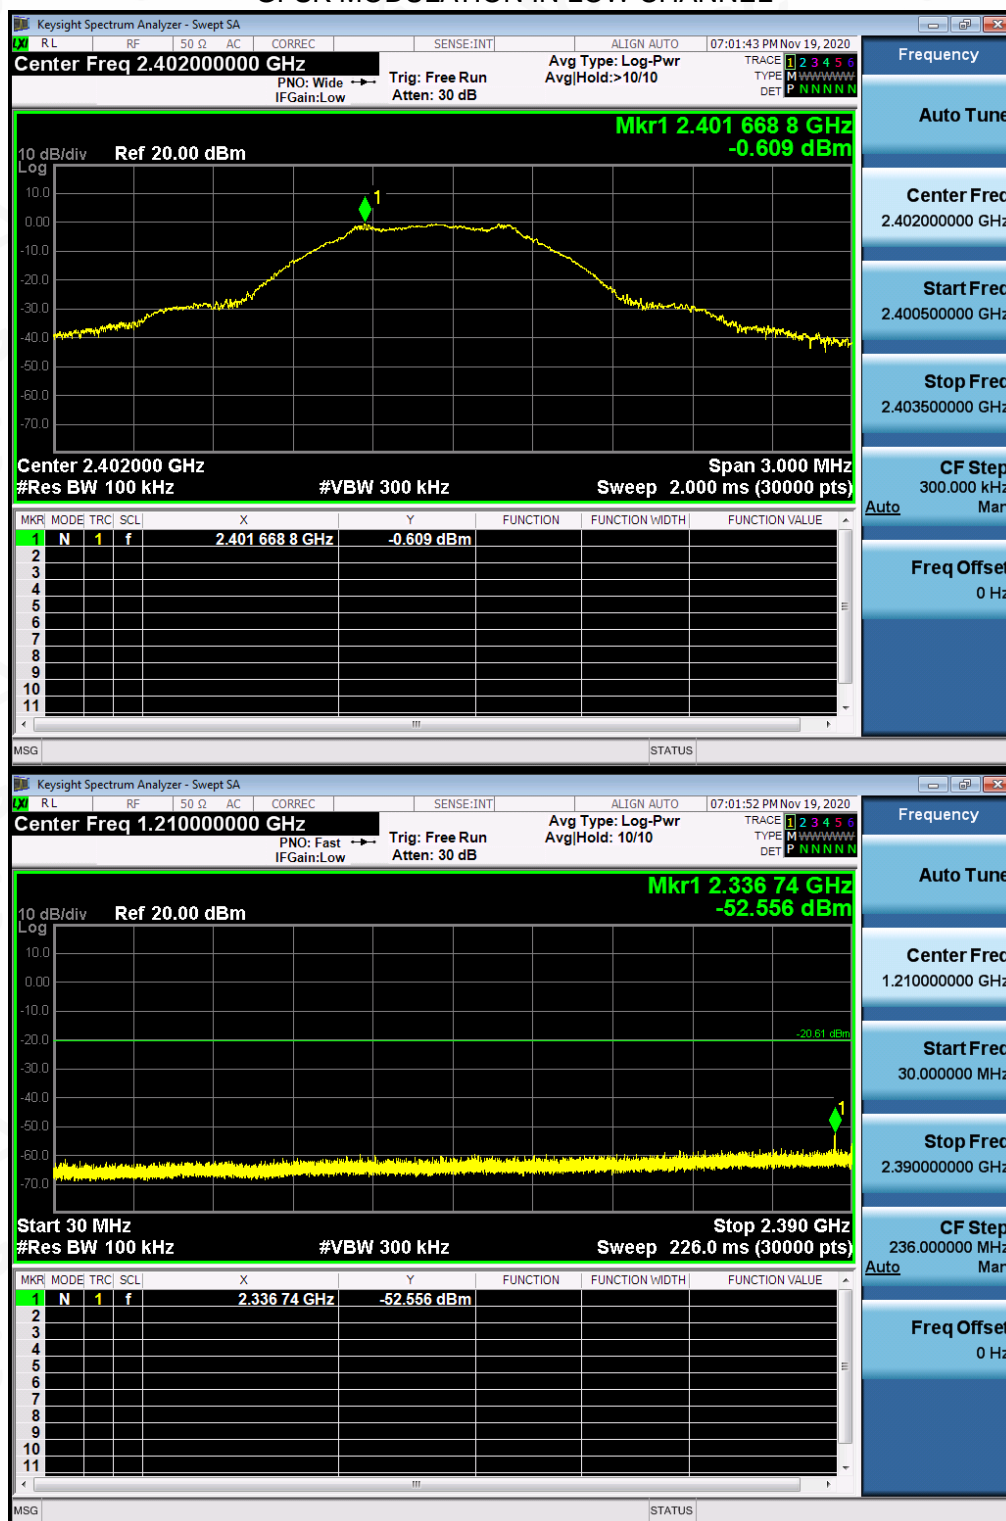 Keysight Spectrum Analyzer - Swept SA
LXI RL RF 50 Ω AC CORREC SENSE:INT ALIGN AUTO 07:01:43 PM Nov 19, 2020
Center Freq 2.402000000 GHz
PNO: Wide
IFGain:Low
Trig: Free Run
Atten: 30 dB
Avg Type: Log-Pwr
Avg|Hold:>10/10
TRACE 1 2 3 4 5 6
TYPE M WWWWW
DET P N N N N N
Mkr1 2.401 668 8 GHz
-0.609 dBm
10 dB/div Ref 20.00 dBm
Log
10.0
0.00
-10.0
-20.0
-30.0
-40.0
-50.0
-60.0
-70.0
1
Center 2.402000 GHz Span 3.000 MHz
#Res BW 100 kHz #VBW 300 kHz Sweep 2.000 ms (30000 pts)
MKR MODE TRC SCL X Y FUNCTION FUNCTION WIDTH FUNCTION VALUE
1 N 1 f 2.401 668 8 GHz -0.609 dBm
2
3
4
5
6
7
8
9
10
11
MSG STATUS
Frequency
Auto Tune
Center Freq
2.402000000 GHz
Start Freq
2.400500000 GHz
Stop Freq
2.403500000 GHz
CF Step
300.000 kHz
Auto Man
Freq Offset
0 Hz
Keysight Spectrum Analyzer - Swept SA
LXI RL RF 50 Ω AC CORREC SENSE:INT ALIGN AUTO 07:01:52 PM Nov 19, 2020
Center Freq 1.210000000 GHz
PNO: Fast
IFGain:Low
Trig: Free Run
Atten: 30 dB
Avg Type: Log-Pwr
Avg|Hold: 10/10
TRACE 1 2 3 4 5 6
TYPE M WWWWW
DET P N N N N N
Mkr1 2.336 74 GHz
-52.556 dBm
10 dB/div Ref 20.00 dBm
Log
10.0
0.00
-10.0
-20.0
-30.0
-40.0
-50.0
-60.0
-70.0
-20.61 dBm
1
Start 30 MHz Stop 2.390 GHz
#Res BW 100 kHz #VBW 300 kHz Sweep 226.0 ms (30000 pts)
MKR MODE TRC SCL X Y FUNCTION FUNCTION WIDTH FUNCTION VALUE
1 N 1 f 2.336 74 GHz -52.556 dBm
2
3
4
5
6
7
8
9
10
11
MSG STATUS
Frequency
Auto Tune
Center Freq
1.210000000 GHz
Start Freq
30.000000 MHz
Stop Freq
2.390000000 GHz
CF Step
236.000000 MHz
Auto Man
Freq Offset
0 Hz